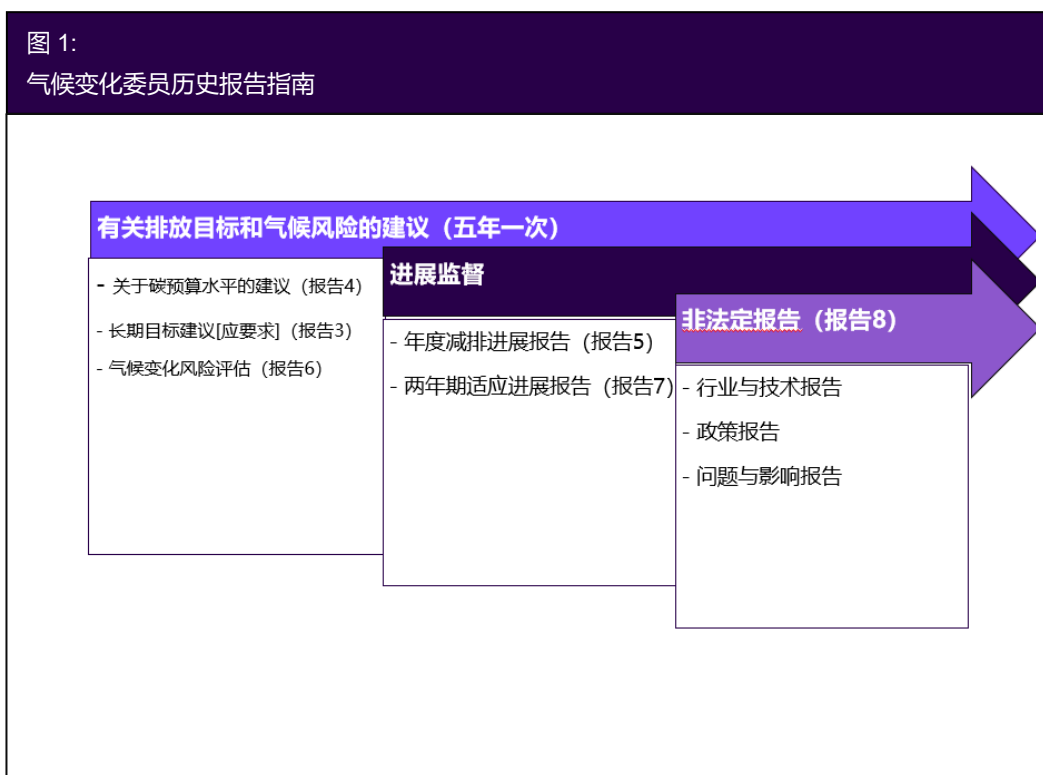 图 1:
气候变化委员历史报告指南
有关排放目标和气候风险的建议（五年一次）
- 关于碳预算水平的建议（报告4）
- 长期目标建议[应要求]（报告3）
- 气候变化风险评估（报告6）
进展监督
- 年度减排进展报告（报告5）
- 两年期适应进展报告（报告7）
非法定报告（报告8）
- 行业与技术报告
- 政策报告
- 问题与影响报告